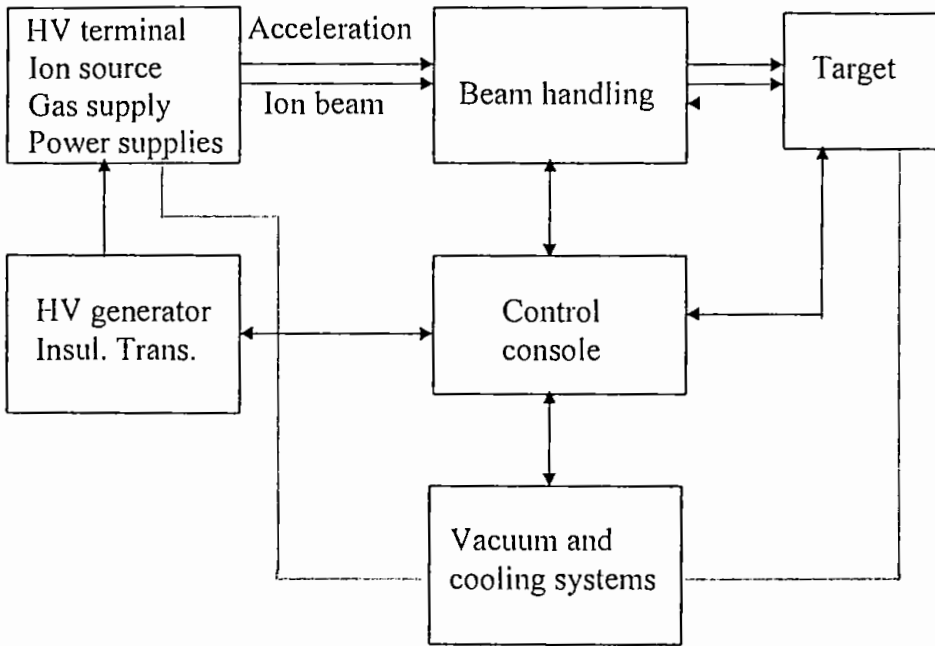 HV terminal
Ion source
Gas supply
Power supplies
Acceleration
Ion beam
Beam handling
Target
HV generator
Insul. Trans.
Control
console
Vacuum and
cooling systems